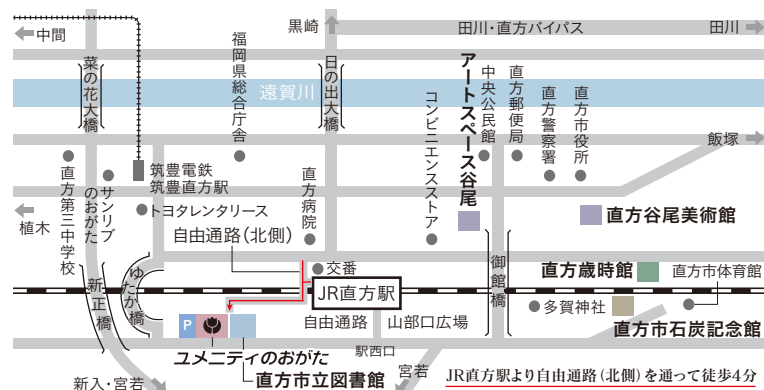 中間
黒崎
田川・直方バイパス
田川
菜の花大橋
福岡県総合庁舎
日の出大橋
遠賀川
コンビニエンスストア
アートスペース谷尾
中央公民館
直方郵便局
直方警察署
直方市役所
飯塚
直方第三中学校
サンリブ
のおがた
筑豊電鉄
筑豊直方駅
トヨタレンタリース
直方病院
植木
自由通路(北側)
直方谷尾美術館
新正橋
ゆたか橋
交番
JR直方駅
御館橋
直方歳時館
直方市体育館
P
自由通路
山部口広場
多賀神社
直方市石炭記念館
ユメニティのおがた
駅西口
直方市立図書館
宮若
新入・宮若
JR直方駅より自由通路(北側)を通って徒歩4分